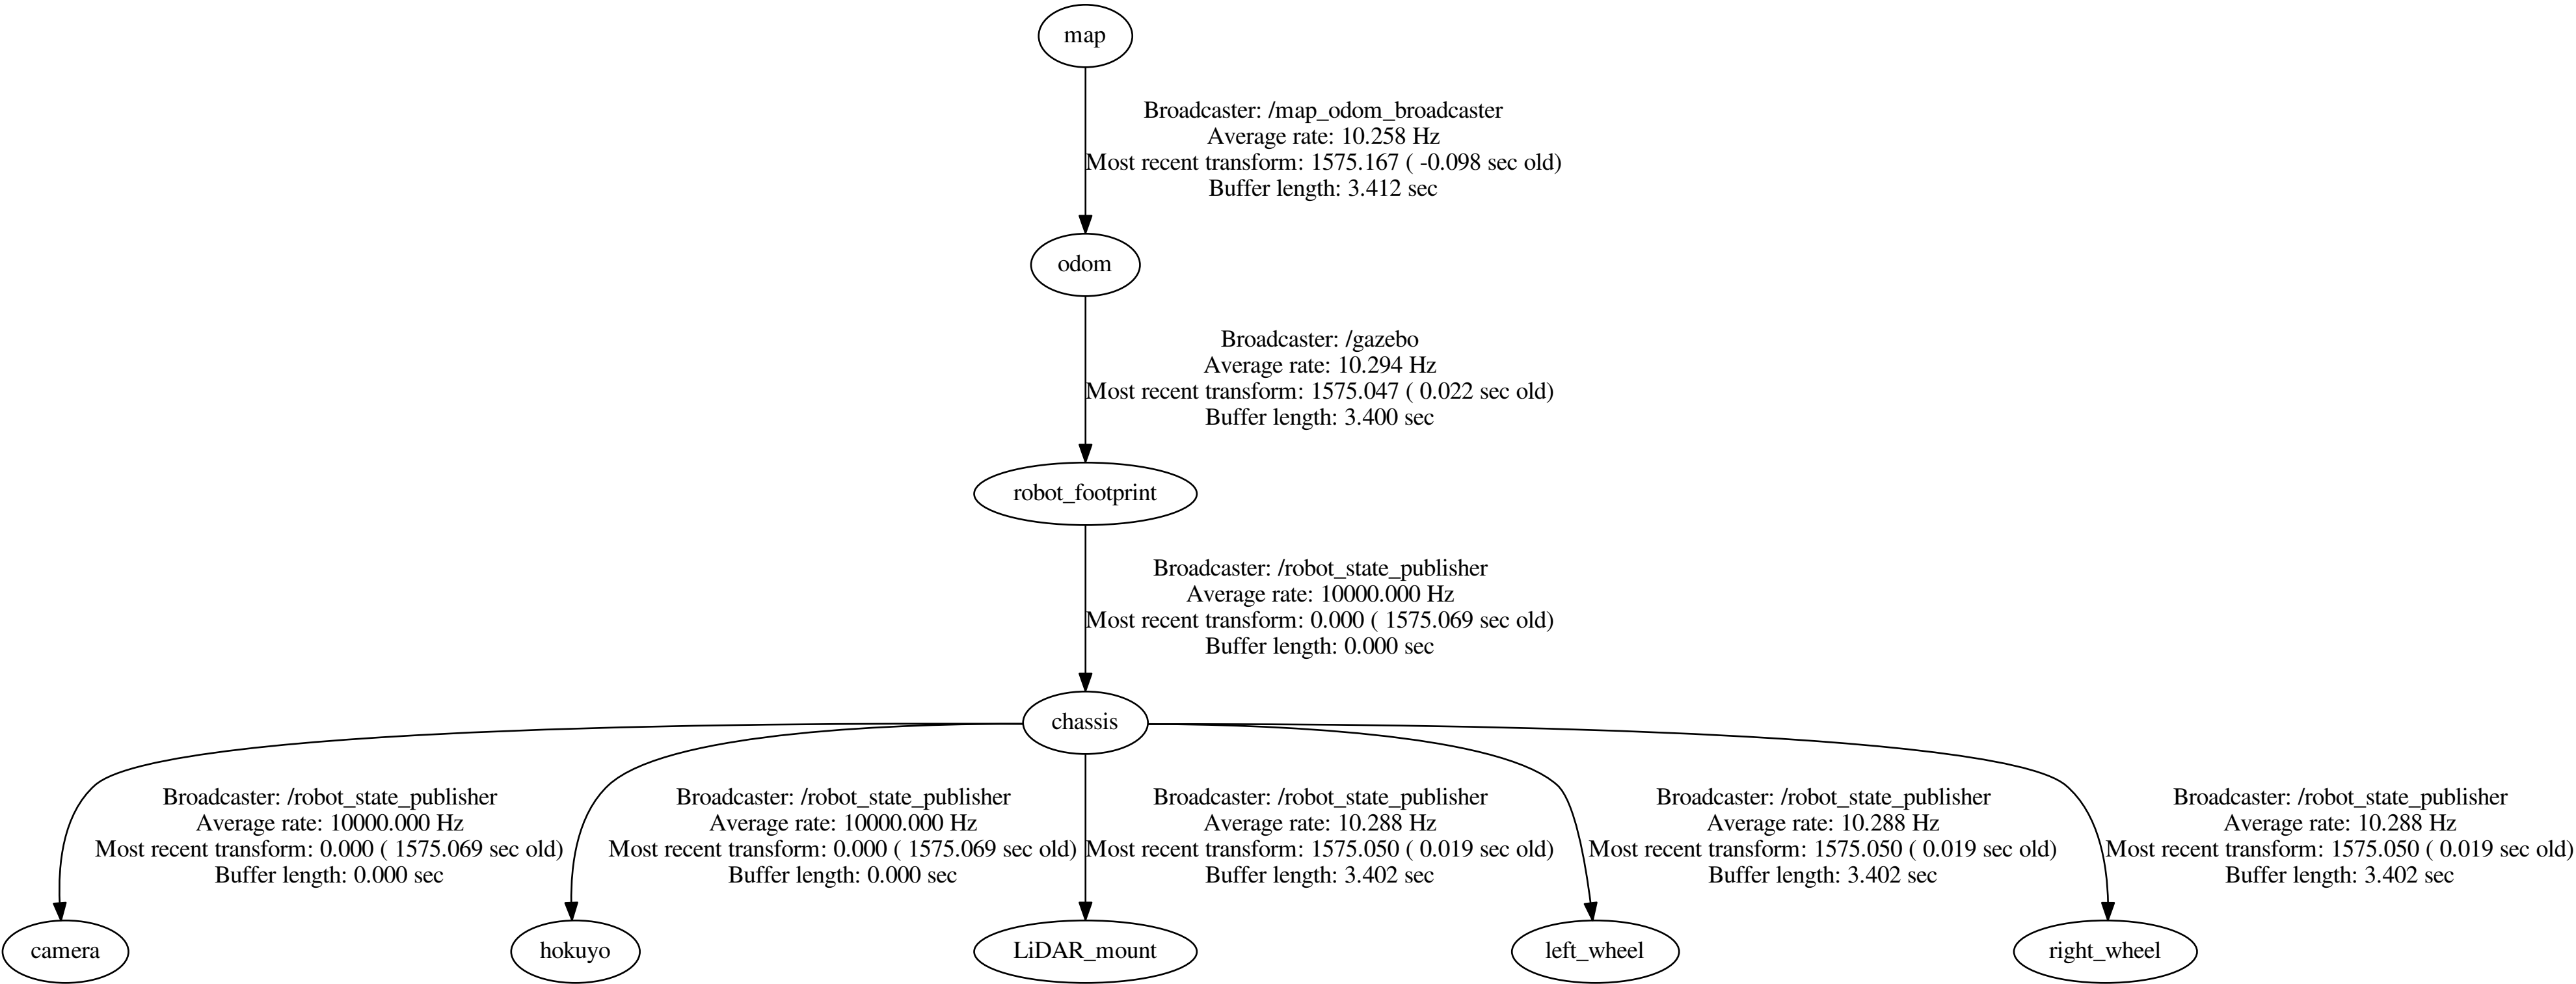 map
Broadcaster: /map_odom_broadcaster
Average rate: 10.258 Hz
Most recent transform: 1575.167 ( -0.098 sec old)
Buffer length: 3.412 sec
odom
Broadcaster: /gazebo
Average rate: 10.294 Hz
Most recent transform: 1575.047 ( 0.022 sec old)
Buffer length: 3.400 sec
robot_footprint
Broadcaster: /robot_state_publisher
Average rate: 10000.000 Hz
Most recent transform: 0.000 ( 1575.069 sec old)
Buffer length: 0.000 sec
chassis
Broadcaster: /robot_state_publisher
Average rate: 10000.000 Hz
Most recent transform: 0.000 ( 1575.069 sec old)
Buffer length: 0.000 sec
Broadcaster: /robot_state_publisher
Average rate: 10000.000 Hz
Most recent transform: 0.000 ( 1575.069 sec old)
Buffer length: 0.000 sec
Broadcaster: /robot_state_publisher
Average rate: 10.288 Hz
Most recent transform: 1575.050 ( 0.019 sec old)
Buffer length: 3.402 sec
Broadcaster: /robot_state_publisher
Average rate: 10.288 Hz
Most recent transform: 1575.050 ( 0.019 sec old)
Buffer length: 3.402 sec
Broadcaster: /robot_state_publisher
Average rate: 10.288 Hz
Most recent transform: 1575.050 ( 0.019 sec old)
Buffer length: 3.402 sec
camera
hokuyo
LiDAR_mount
left_wheel
right_wheel